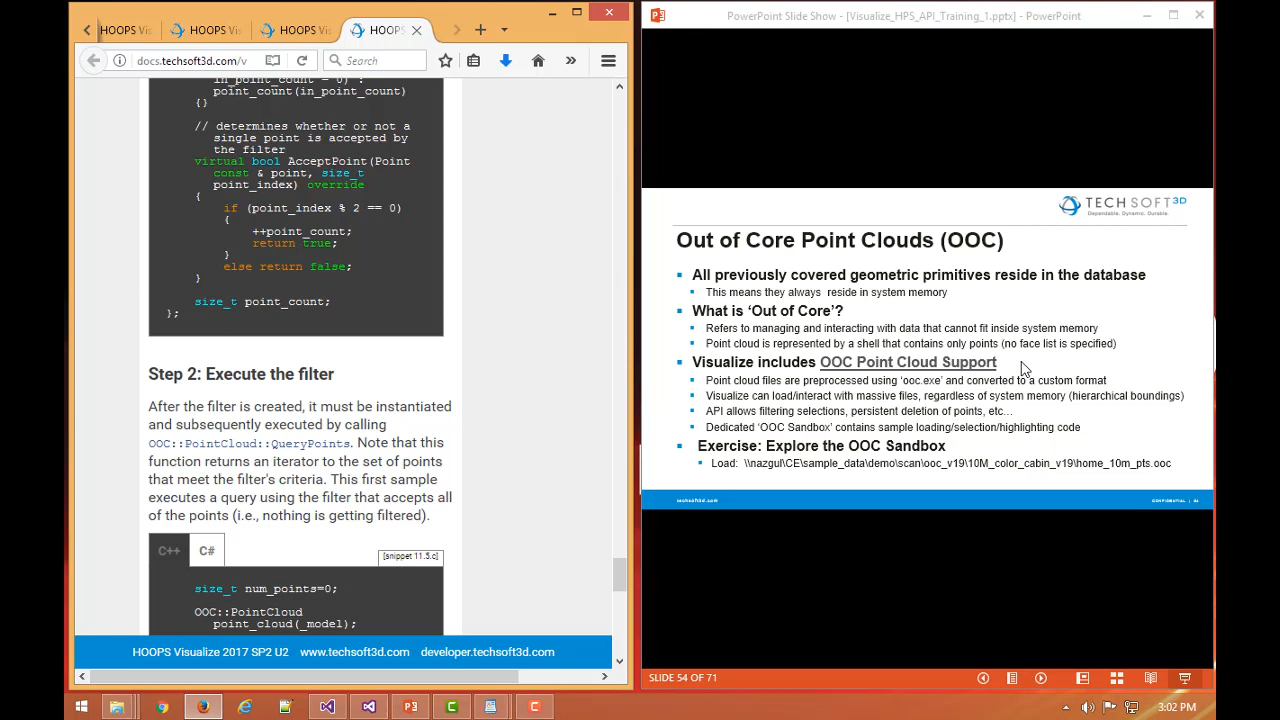 HOOPS Vis
HOOPS Vis
HOOPS Vis
HOOPS
docs.techsoft3d.com/v
Search
in_point_count = 0) :
point_count(in_point_count)
{}
// determines whether or not a
single point is accepted by
the filter
virtual bool AcceptPoint(Point
const & point, size_t
point_index) override
{
if (point_index % 2 == 0)
{
++point_count;
return true;
}
else return false;
}
size_t point_count;
};
Step 2: Execute the filter
After the filter is created, it must be instantiated
and subsequently executed by calling
OOC::PointCloud::QueryPoints. Note that this
function returns an iterator to the set of points
that meet the filter's criteria. This first sample
executes a query using the filter that accepts all
of the points (i.e., nothing is getting filtered).
C++ C#
[snippet 11.5.c]
size_t num_points=0;
OOC::PointCloud
point_cloud(_model);
HOOPS Visualize 2017 SP2 U2 www.techsoft3d.com developer.techsoft3d.com
PowerPoint Slide Show - [Visualize_HPS_API_Training_1.pptx] - PowerPoint
TECH SOFT 3D
Dependable. Dynamic. Durable.
Out of Core Point Clouds (OOC)
All previously covered geometric primitives reside in the database
This means they always reside in system memory
What is ‘Out of Core’?
Refers to managing and interacting with data that cannot fit inside system memory
Point cloud is represented by a shell that contains only points (no face list is specified)
Visualize includes OOC Point Cloud Support
Point cloud files are preprocessed using ‘ooc.exe’ and converted to a custom format
Visualize can load/interact with massive files, regardless of system memory (hierarchical boundings)
API allows filtering selections, persistent deletion of points, etc…
Dedicated ‘OOC Sandbox’ contains sample loading/selection/highlighting code
Exercise: Explore the OOC Sandbox
Load: \\nazgul\CE\sample_data\demo\scan\ooc_v19\10M_color_cabin_v19\home_10m_pts.ooc
techsoft3d.com
CONFIDENTIAL | 54
SLIDE 54 OF 71
3:02 PM